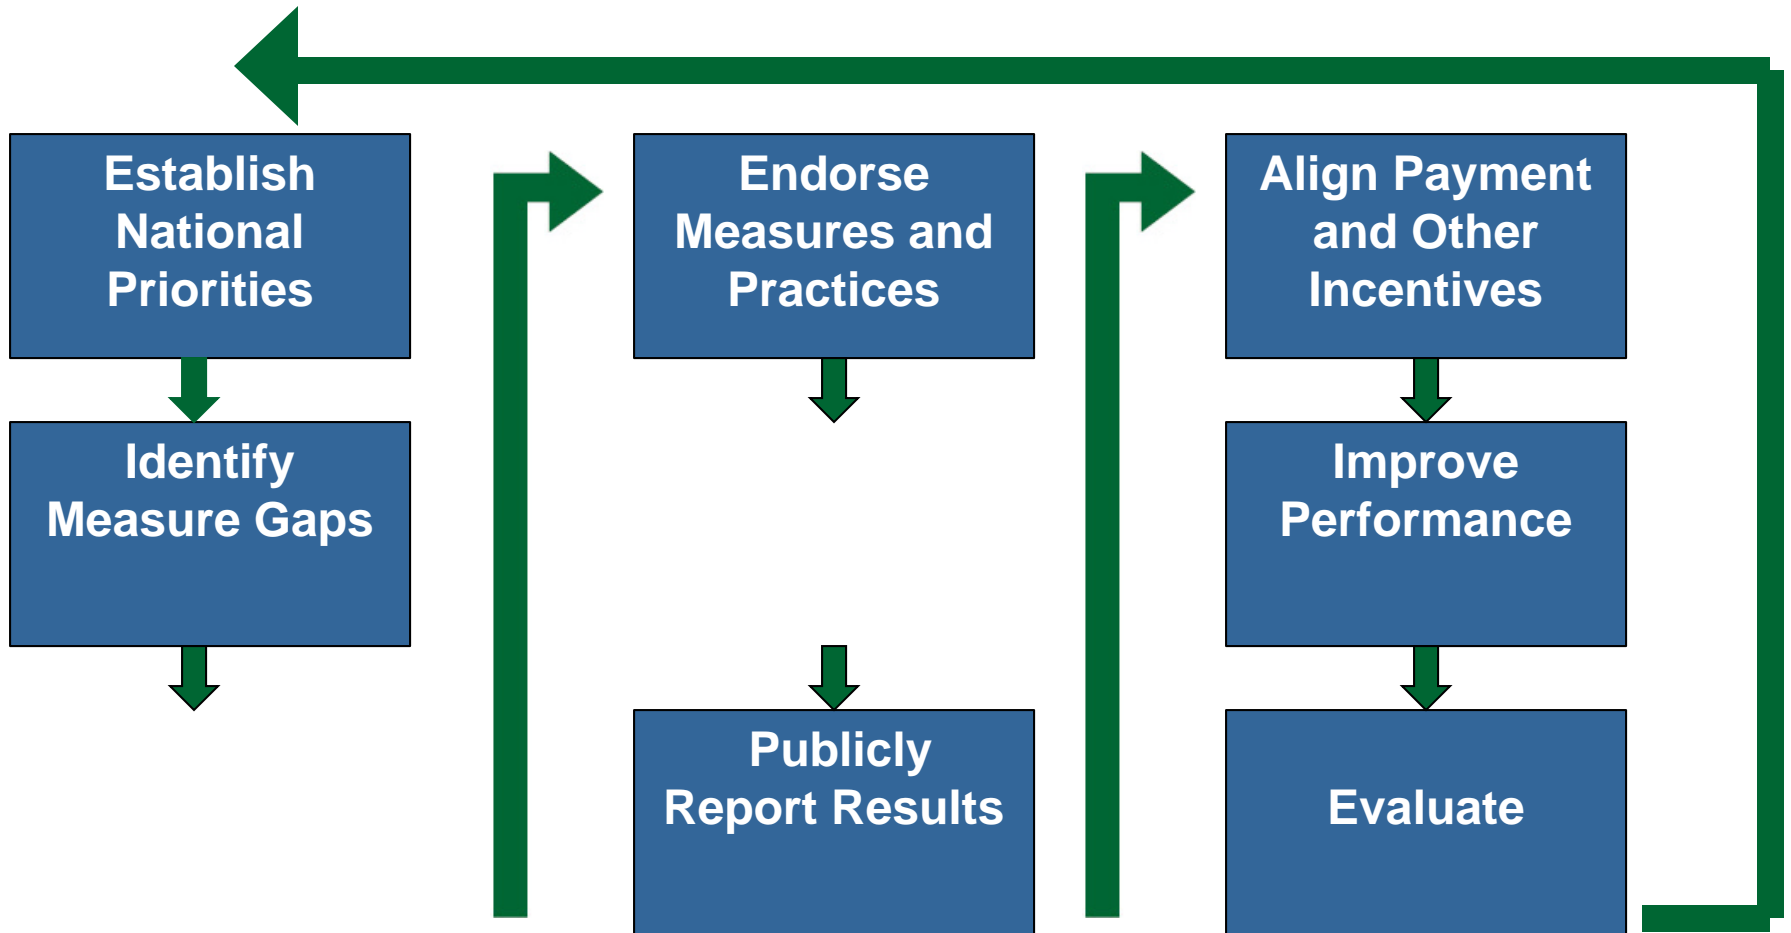 Establish
National
Priorities
Identify
Measure Gaps
Endorse
Measures and
Practices
Publicly
Report Results
Align Payment
and Other
Incentives
Improve
Performance
Evaluate